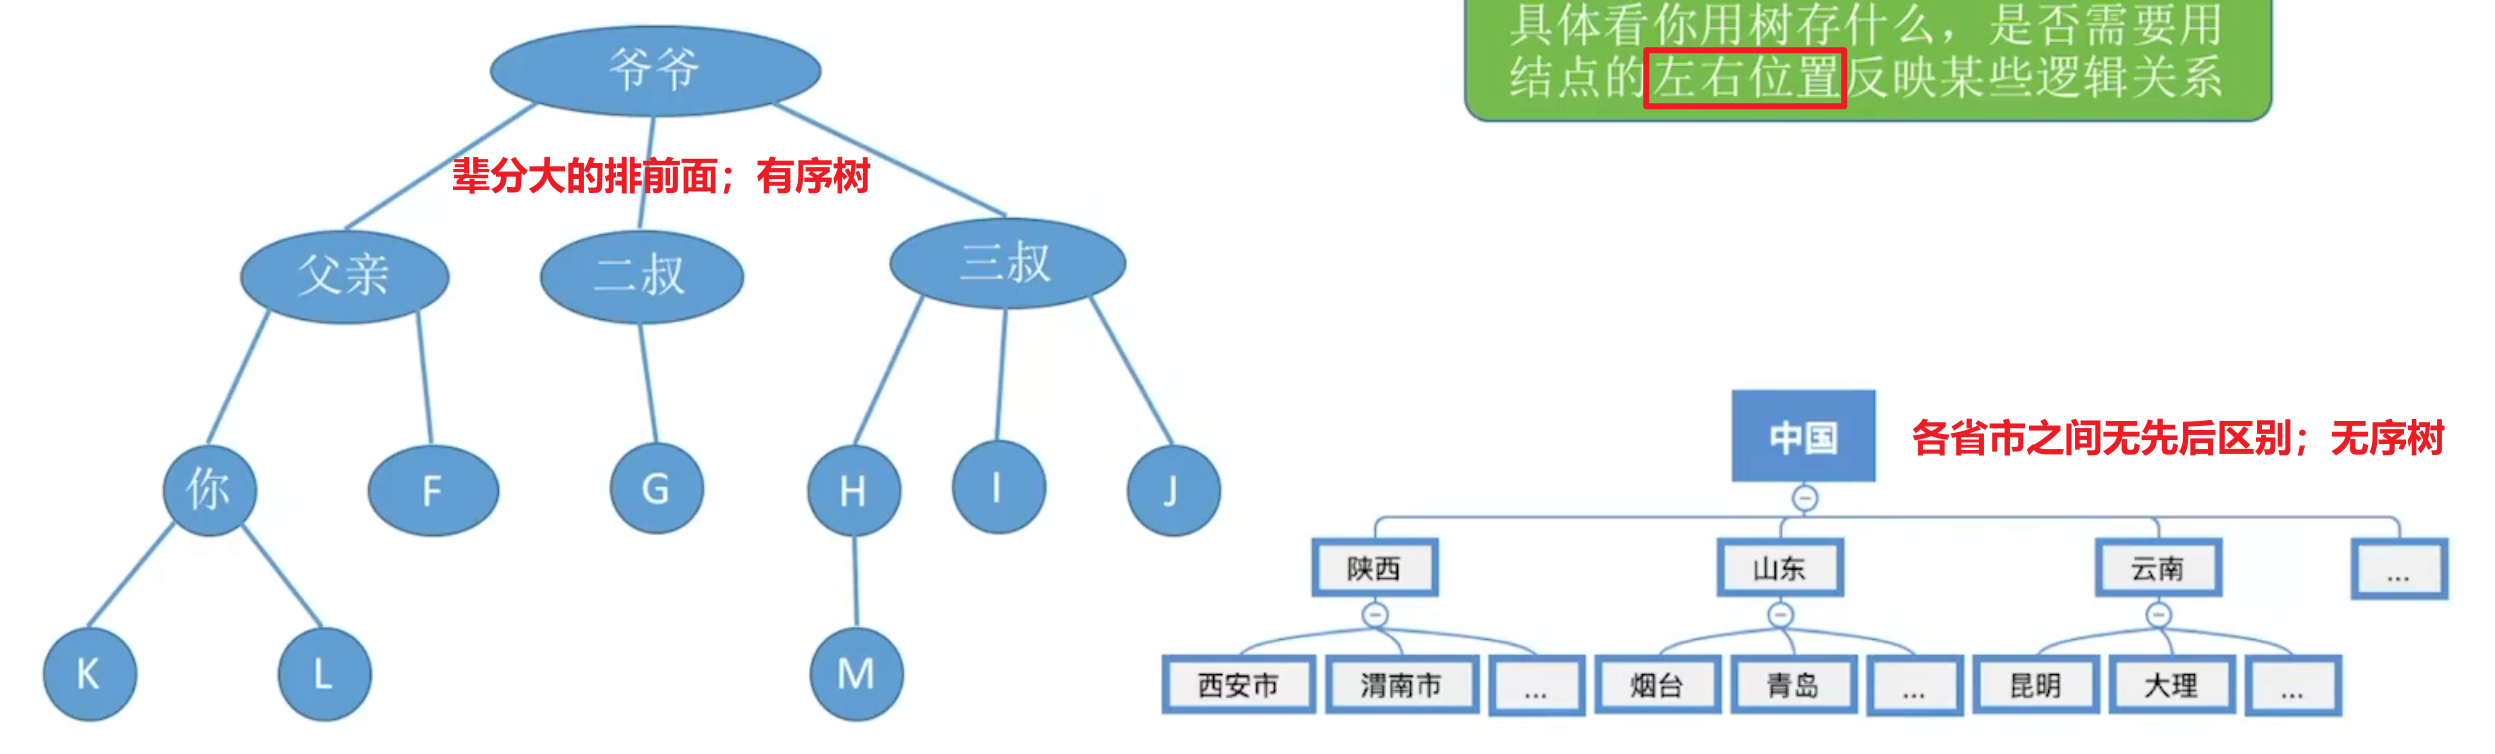 爷爷
辈分大的排前面；有序树
父亲
二叔
三叔
你
F
G
H
I
J
K
L
M
具体看你用树存什么，是否需要用
结点的左右位置反映某些逻辑关系
中国
各省市之间无先后区别；无序树
陕西
山东
云南
...
西安市
渭南市
...
烟台
青岛
...
昆明
大理
...